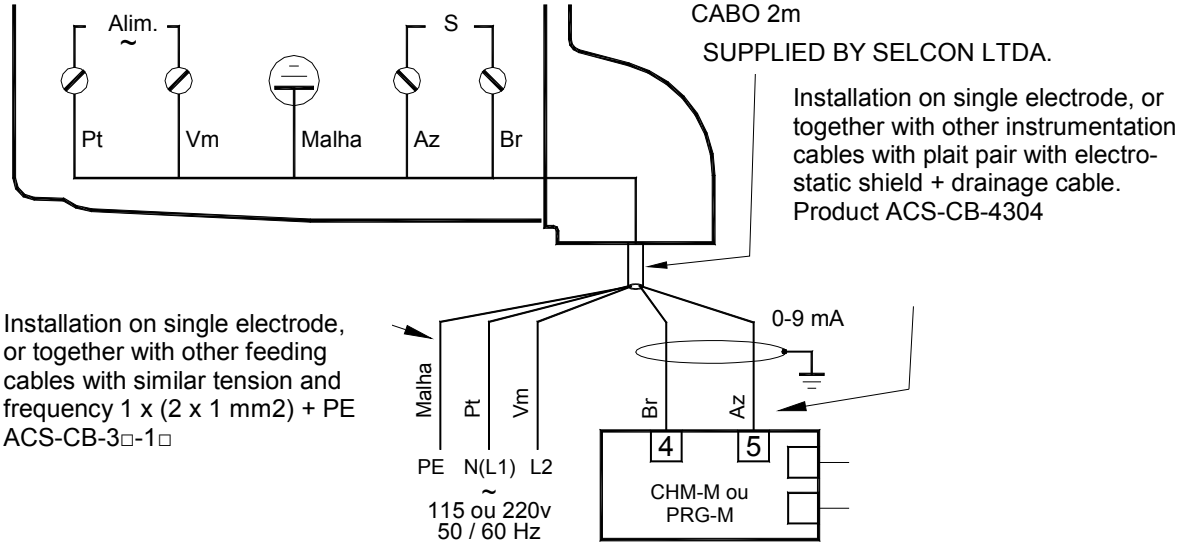 Alim.
~
S
Pt
Vm
Malha
Az
Br
CABO 2m
SUPPLIED BY SELCON LTDA.
Installation on single electrode, or
together with other instrumentation
cables with plait pair with electro-
static shield + drainage cable.
Product ACS-CB-4304
Installation on single electrode,
or together with other feeding
cables with similar tension and
frequency 1 x (2 x 1 mm2) + PE
ACS-CB-3□-1□
0-9 mA
Malha
Pt
Vm
Br
Az
PE N(L1) L2
~
115 ou 220v
50 / 60 Hz
4
5
CHM-M ou
PRG-M